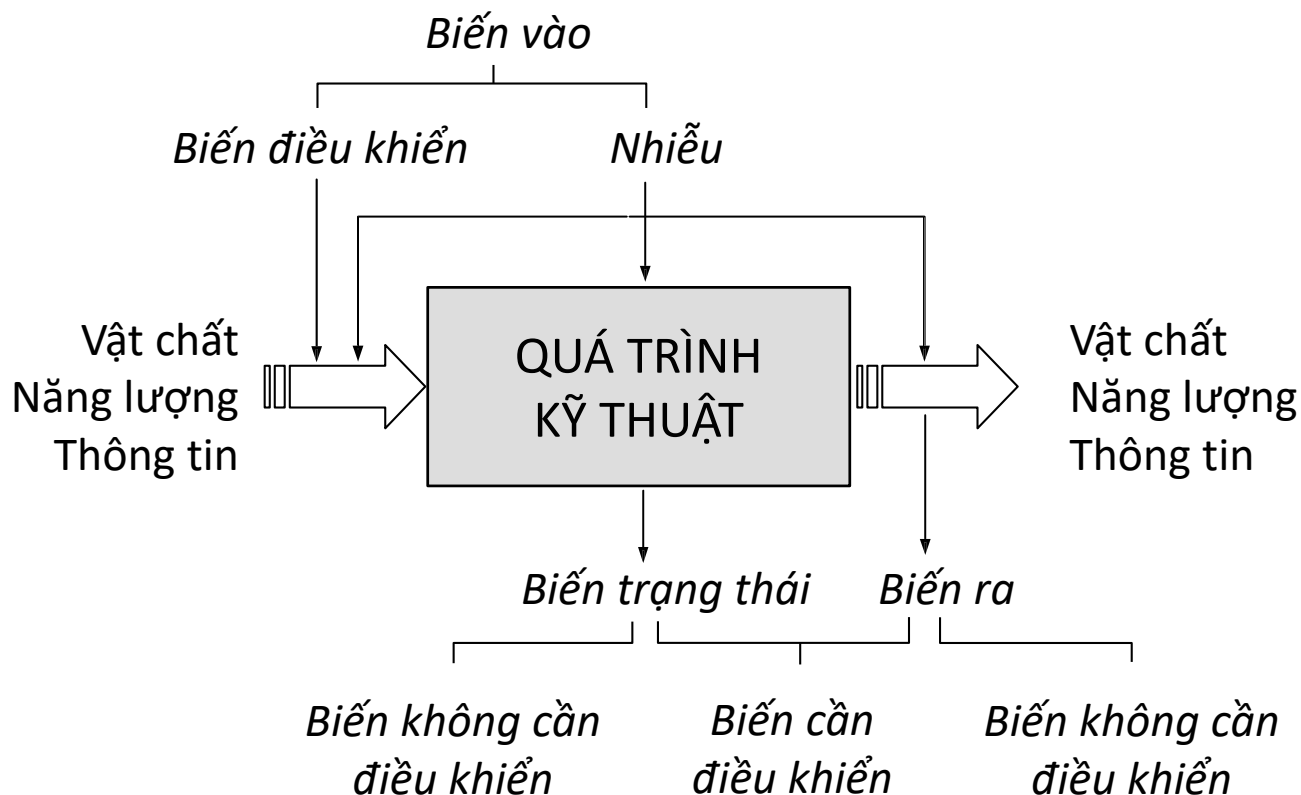 Biến vào
Biến điều khiển
Nhiễu
Vật chất
Năng lượng
Thông tin
QUÁ TRÌNH
KỸ THUẬT
Vật chất
Năng lượng
Thông tin
Biến trạng thái
Biến ra
Biến không cần
điều khiển
Biến cần
điều khiển
Biến không cần
điều khiển